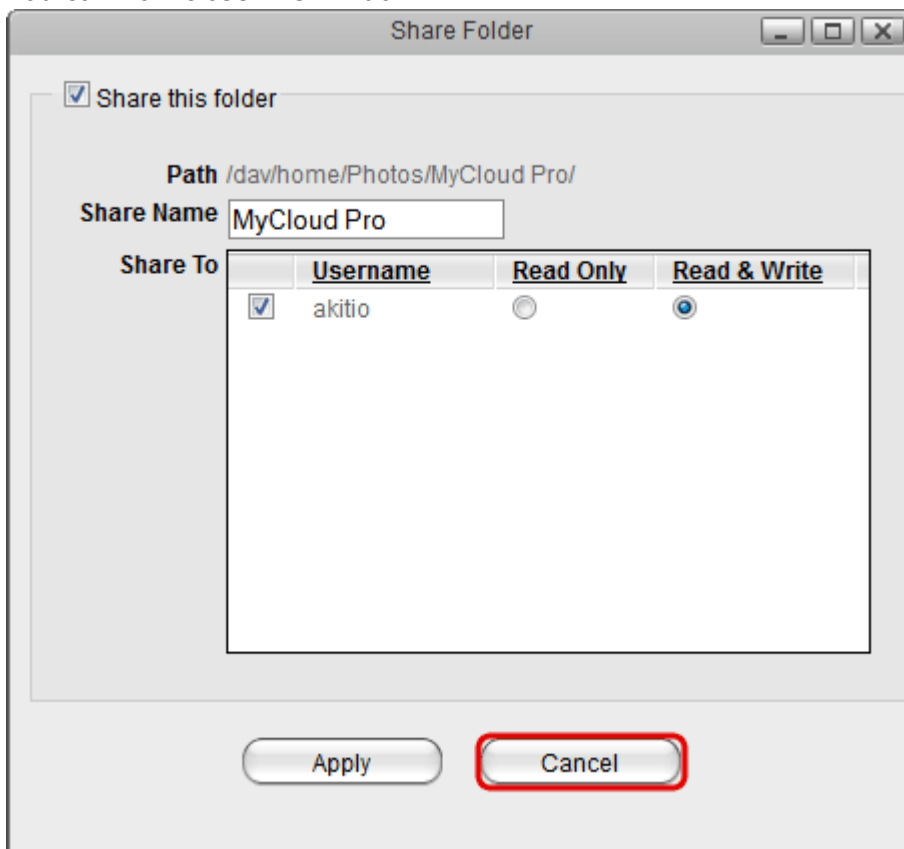 Share Folder
Share this folder
Path /dav/home/Photos/MyCloud Pro/
Share Name MyCloud Pro
Share To
Username Read Only Read & Write
akitio
Apply Cancel